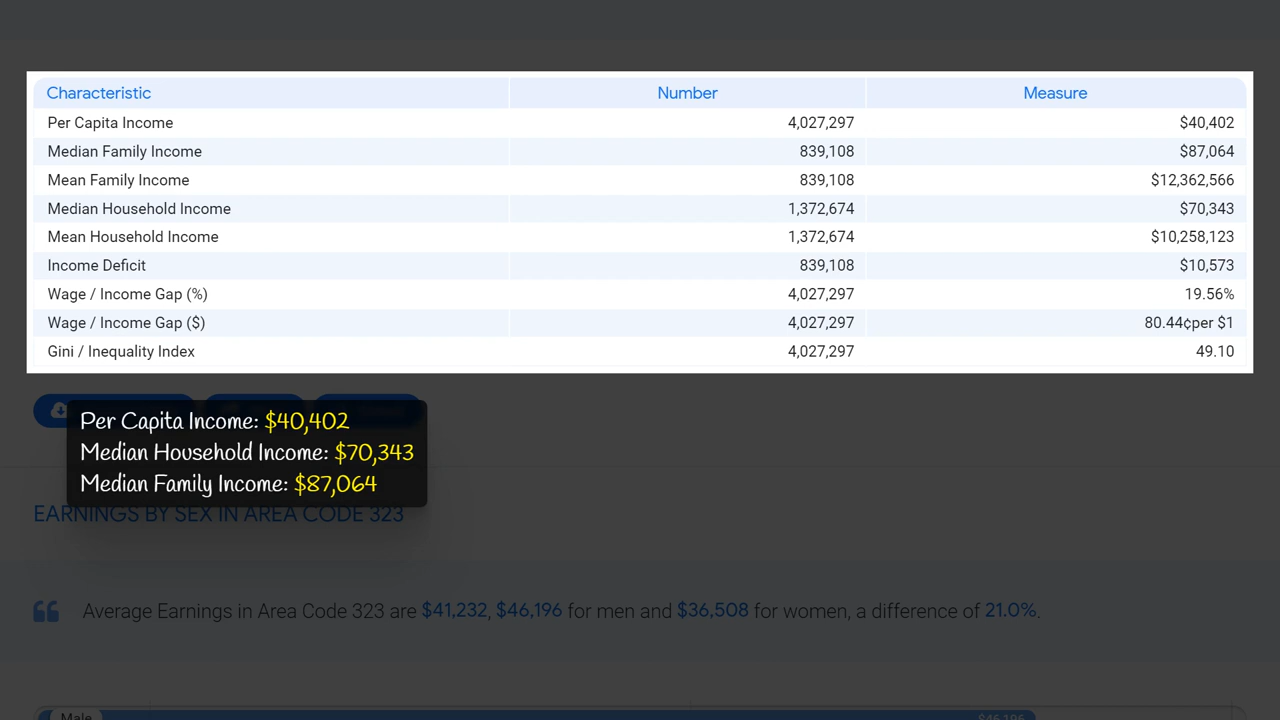 Characteristic Number Measure
Per Capita Income 4,027,297 $40,402
Median Family Income 839,108 $87,064
Mean Family Income 839,108 $12,362,566
Median Household Income 1,372,674 $70,343
Mean Household Income 1,372,674 $10,258,123
Income Deficit 839,108 $10,573
Wage / Income Gap (%) 4,027,297 19.56%
Wage / Income Gap ($) 4,027,297 80.44¢per $1
Gini / Inequality Index 4,027,297 49.10
Per Capita Income: $40,402
Median Household Income: $70,343
Median Family Income: $87,064
EARNINGS BY SEX IN AREA CODE 323
Average Earnings in Area Code 323 are $41,232, $46,196 for men and $36,508 for women, a difference of 21.0%.
Male $46,196